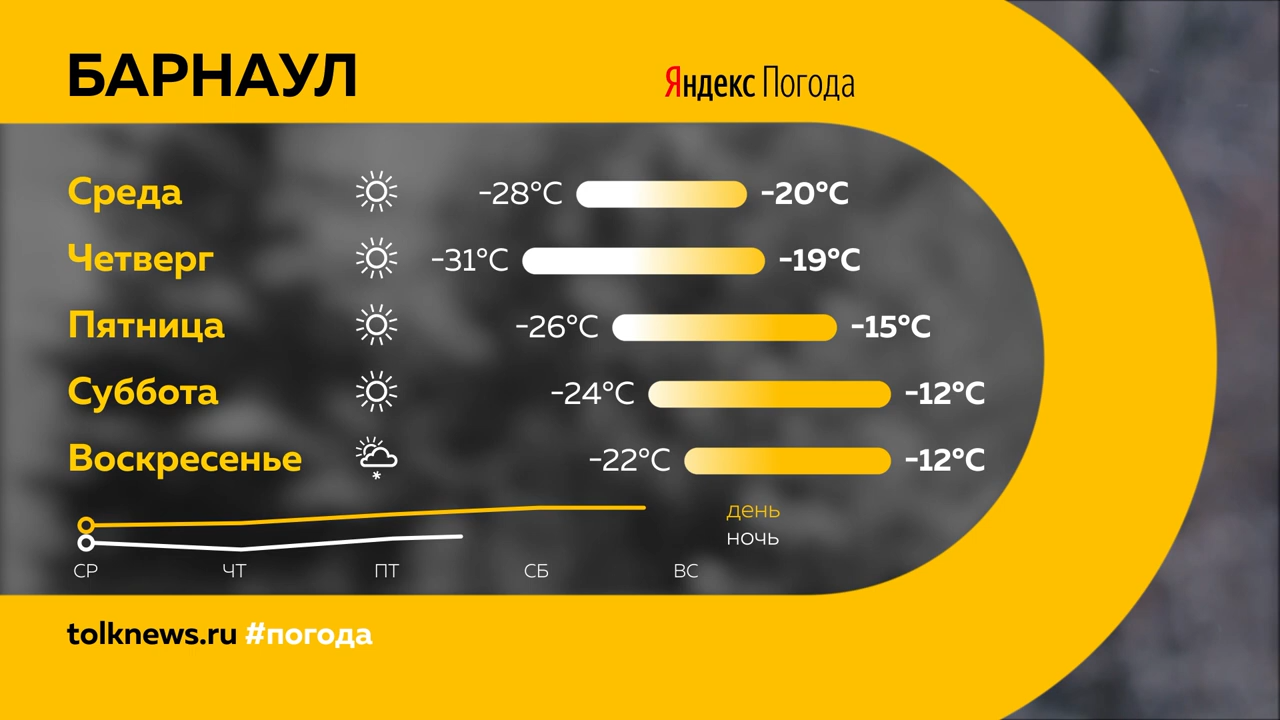 БАРНАУЛ
Яндекс Погода
Среда -28°C -20°C
Четверг -31°C -19°C
Пятница -26°C -15°C
Суббота -24°C -12°C
Воскресенье -22°C -12°C
день
ночь
СР ЧТ ПТ СБ ВС
tolknews.ru #погода